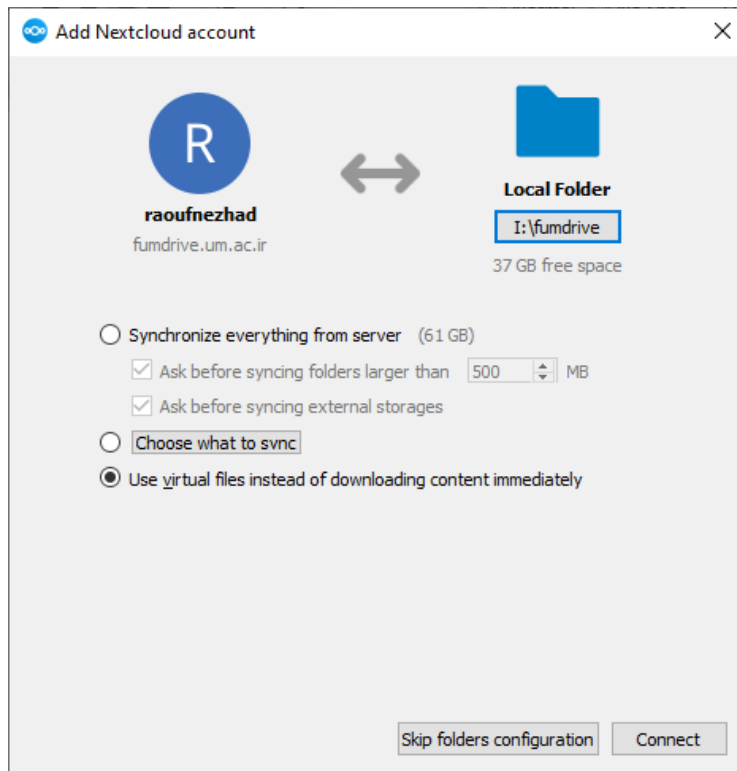 Add Nextcloud account
R
raoufnezhad
fumdrive.um.ac.ir
Local Folder
I:\fumdrive
37 GB free space
Synchronize everything from server (61 GB)
Ask before syncing folders larger than 500 MB
Ask before syncing external storages
Choose what to sync
Use virtual files instead of downloading content immediately
Skip folders configuration Connect